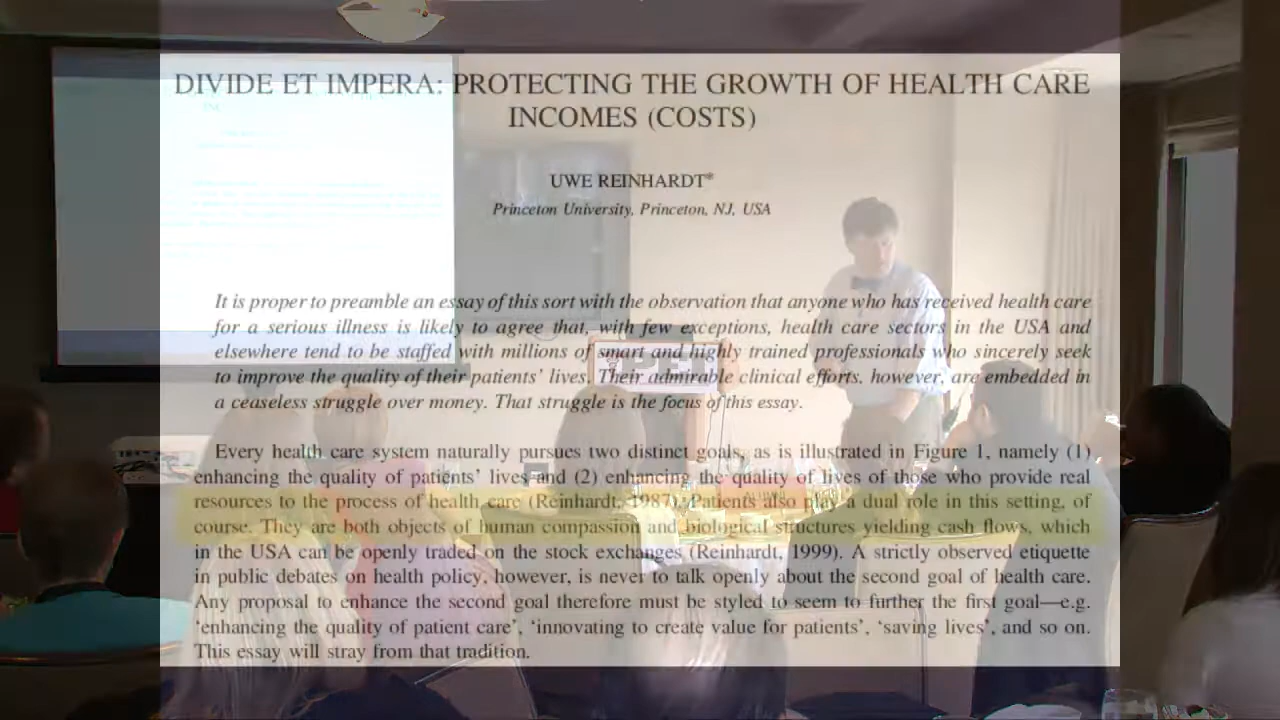 DIVIDE ET IMPERA: PROTECTING THE GROWTH OF HEALTH CARE
INCOMES (COSTS)
UWE REINHARDT*
Princeton University, Princeton, NJ, USA
It is proper to preamble an essay of this sort with the observation that anyone who has received health care
for a serious illness is likely to agree that, with few exceptions, health care sectors in the USA and
elsewhere tend to be staffed with millions of smart and highly trained professionals who sincerely seek
to improve the quality of their patients' lives. Their admirable clinical efforts, however, are embedded in
a ceaseless struggle over money. That struggle is the focus of this essay.
Every health care system naturally pursues two distinct goals, as is illustrated in Figure 1, namely (1)
enhancing the quality of patients' lives and (2) enhancing the quality of lives of those who provide real
resources to the process of health care (Reinhardt, 1987). Patients also play a dual role in this setting, of
course. They are both objects of human compassion and biological structures yielding cash flows, which
in the USA can be openly traded on the stock exchanges (Reinhardt, 1999). A strictly observed etiquette
in public debates on health policy, however, is never to talk openly about the second goal of health care.
Any proposal to enhance the second goal therefore must be styled to seem to further the first goal—e.g.
'enhancing the quality of patient care', 'innovating to create value for patients', 'saving lives', and so on.
This essay will stray from that tradition.